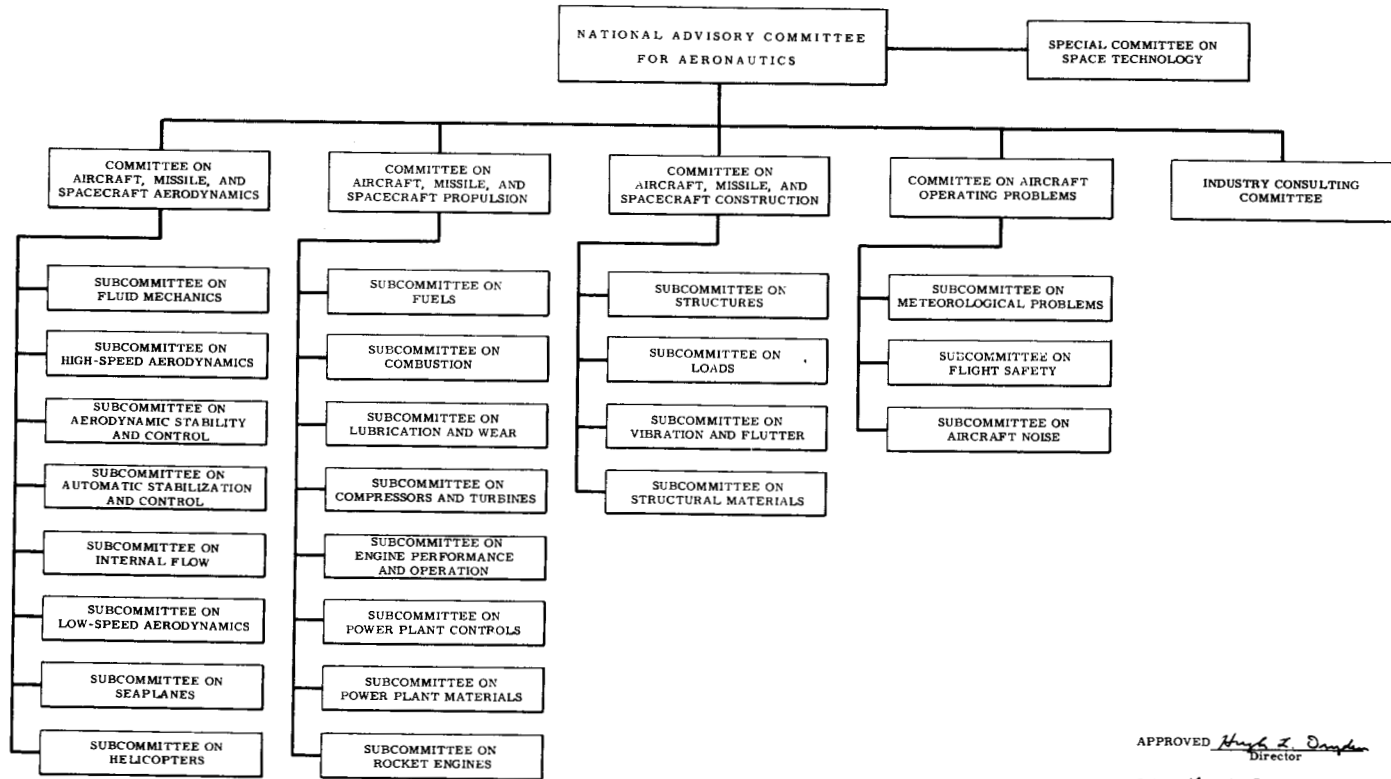 NATIONAL ADVISORY COMMITTEE
FOR AERONAUTICS
SPECIAL COMMITTEE ON
SPACE TECHNOLOGY
COMMITTEE ON
AIRCRAFT, MISSILE, AND
SPACECRAFT AERODYNAMICS
COMMITTEE ON
AIRCRAFT, MISSILE, AND
SPACECRAFT PROPULSION
COMMITTEE ON
AIRCRAFT, MISSILE, AND
SPACECRAFT CONSTRUCTION
COMMITTEE ON AIRCRAFT
OPERATING PROBLEMS
INDUSTRY CONSULTING
COMMITTEE
SUBCOMMITTEE ON
FLUID MECHANICS
SUBCOMMITTEE ON
HIGH-SPEED AERODYNAMICS
SUBCOMMITTEE ON
AERODYNAMIC STABILITY
AND CONTROL
SUBCOMMITTEE ON
AUTOMATIC STABILIZATION
AND CONTROL
SUBCOMMITTEE ON
INTERNAL FLOW
SUBCOMMITTEE ON
LOW-SPEED AERODYNAMICS
SUBCOMMITTEE ON
SEAPLANES
SUBCOMMITTEE ON
HELICOPTERS
SUBCOMMITTEE ON
FUELS
SUBCOMMITTEE ON
COMBUSTION
SUBCOMMITTEE ON
LUBRICATION AND WEAR
SUBCOMMITTEE ON
COMPRESSORS AND TURBINES
SUBCOMMITTEE ON
ENGINE PERFORMANCE
AND OPERATION
SUBCOMMITTEE ON
POWER PLANT CONTROLS
SUBCOMMITTEE ON
POWER PLANT MATERIALS
SUBCOMMITTEE ON
ROCKET ENGINES
SUBCOMMITTEE ON
STRUCTURES
SUBCOMMITTEE ON
LOADS
SUBCOMMITTEE ON
VIBRATION AND FLUTTER
SUBCOMMITTEE ON
STRUCTURAL MATERIALS
SUBCOMMITTEE ON
METEOROLOGICAL PROBLEMS
SUBCOMMITTEE ON
FLIGHT SAFETY
SUBCOMMITTEE ON
AIRCRAFT NOISE
APPROVED Hugh L. Dryden
Director